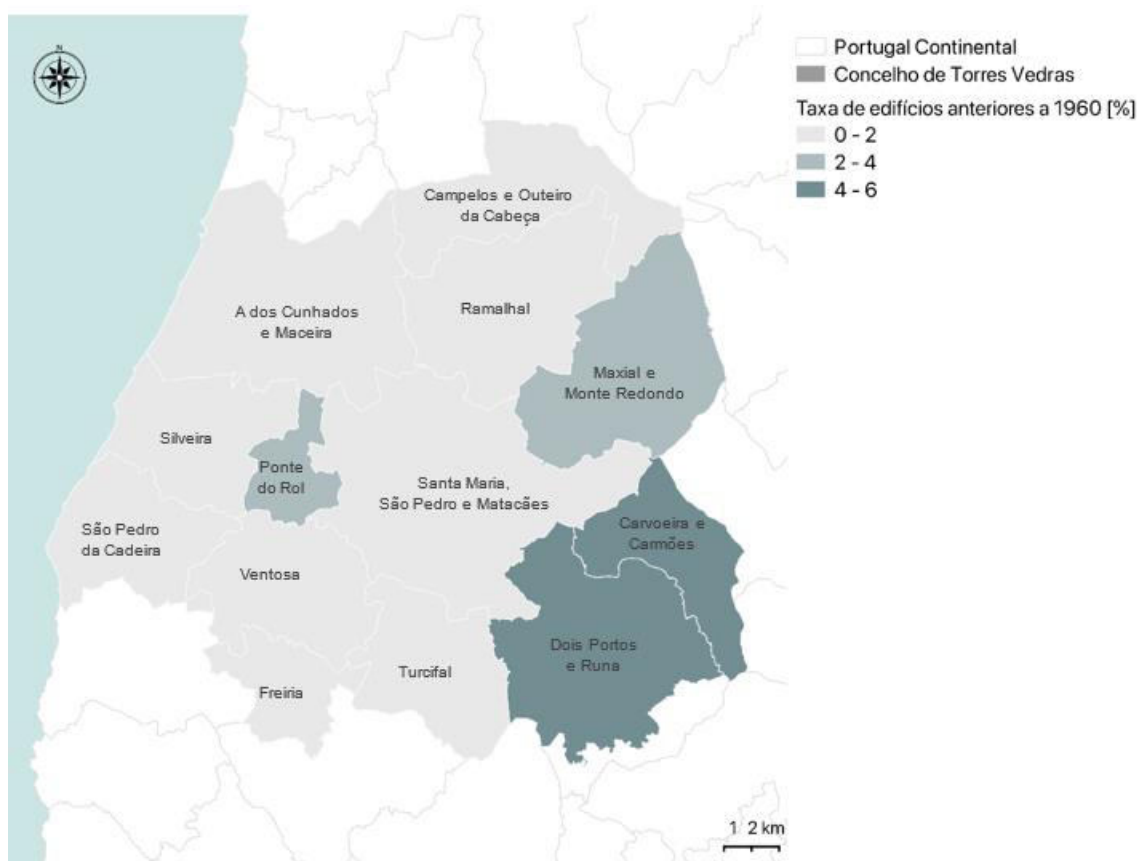 N
Portugal Continental
Concelho de Torres Vedras
Taxa de edifícios anteriores a 1960 [%]
0 - 2
2 - 4
4 - 6
Campelos e Outeiro
da Cabeça
A dos Cunhados
e Maceira
Ramalhal
Maxial e
Monte Redondo
Silveira
Ponte
do Rol
Santa Maria,
São Pedro e Matacães
São Pedro
da Cadeira
Carvoeira e
Carmões
Ventosa
Dois Portos
e Runa
Turcifal
Freiria
1 2 km